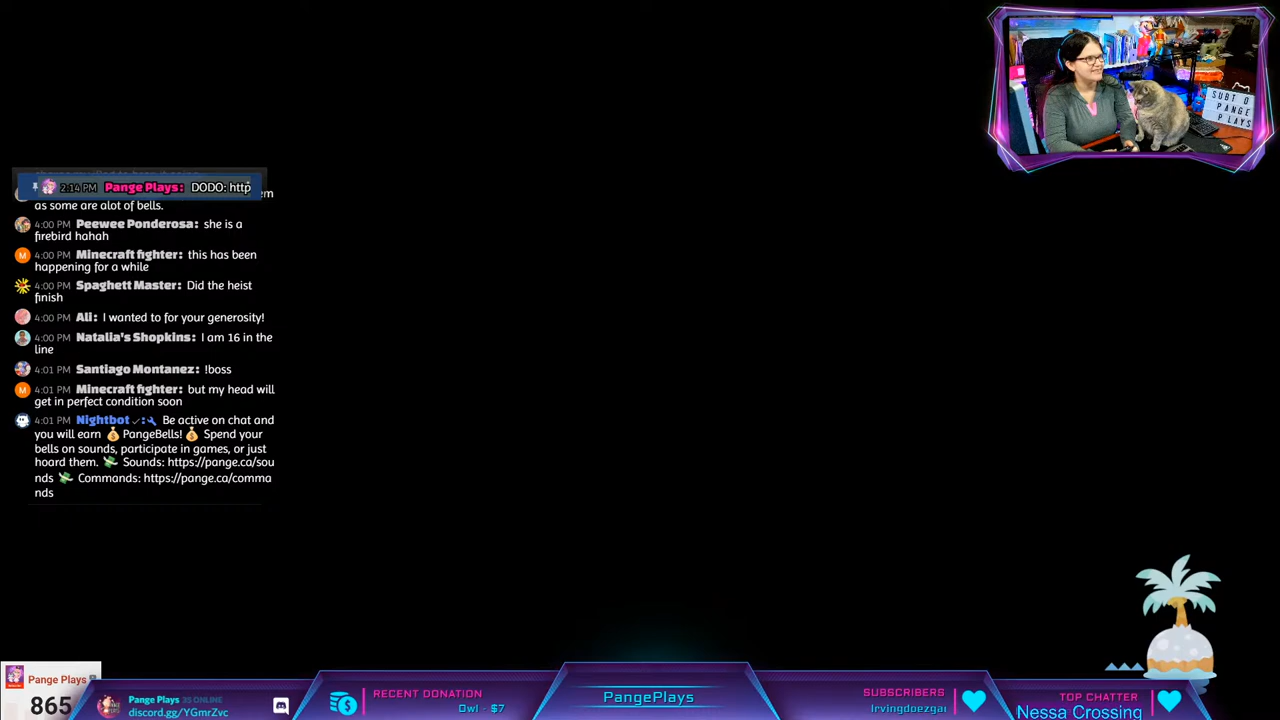 SUBT O
PANGE
P LAYS
2:14 PM Pange Plays: DODO: http
em
as some are alot of bells.
4:00 PM Peewee Ponderosa: she is a
firebird hahah
4:00 PM Minecraft fighter: this has been
happening for a while
4:00 PM Spaghett Master: Did the heist
finish
4:00 PM Ali: I wanted to for your generosity!
4:00 PM Natalia's Shopkins: I am 16 in the
line
4:01 PM Santiago Montanez: !boss
4:01 PM Minecraft fighter: but my head will
get in perfect condition soon
4:01 PM Nightbot: Be active on chat and
you will earn 💰 PangeBells! 💰 Spend your
bells on sounds, participate in games, or just
hoard them. 💸 Sounds: https://pange.ca/sou
nds 💸 Commands: https://pange.ca/comma
nds
Pange Plays
865
Pange Plays 35 ONLINE
discord.gg/YGmrZvc
RECENT DONATION
Owl - $7
PangePlays
SUBSCRIBERS
Irvingdoezgai
TOP CHATTER
Nessa Crossing